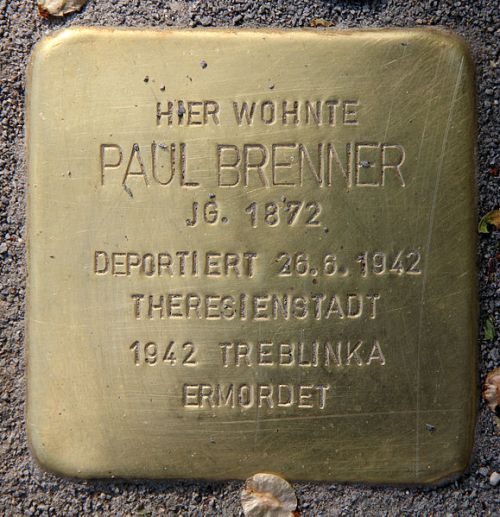 HIER WOHNTE
PAUL BRENNER
JG. 1872
DEPORTIERT 26.6.1942
THERESIENSTADT
1942 TREBLINKA
ERMORDET